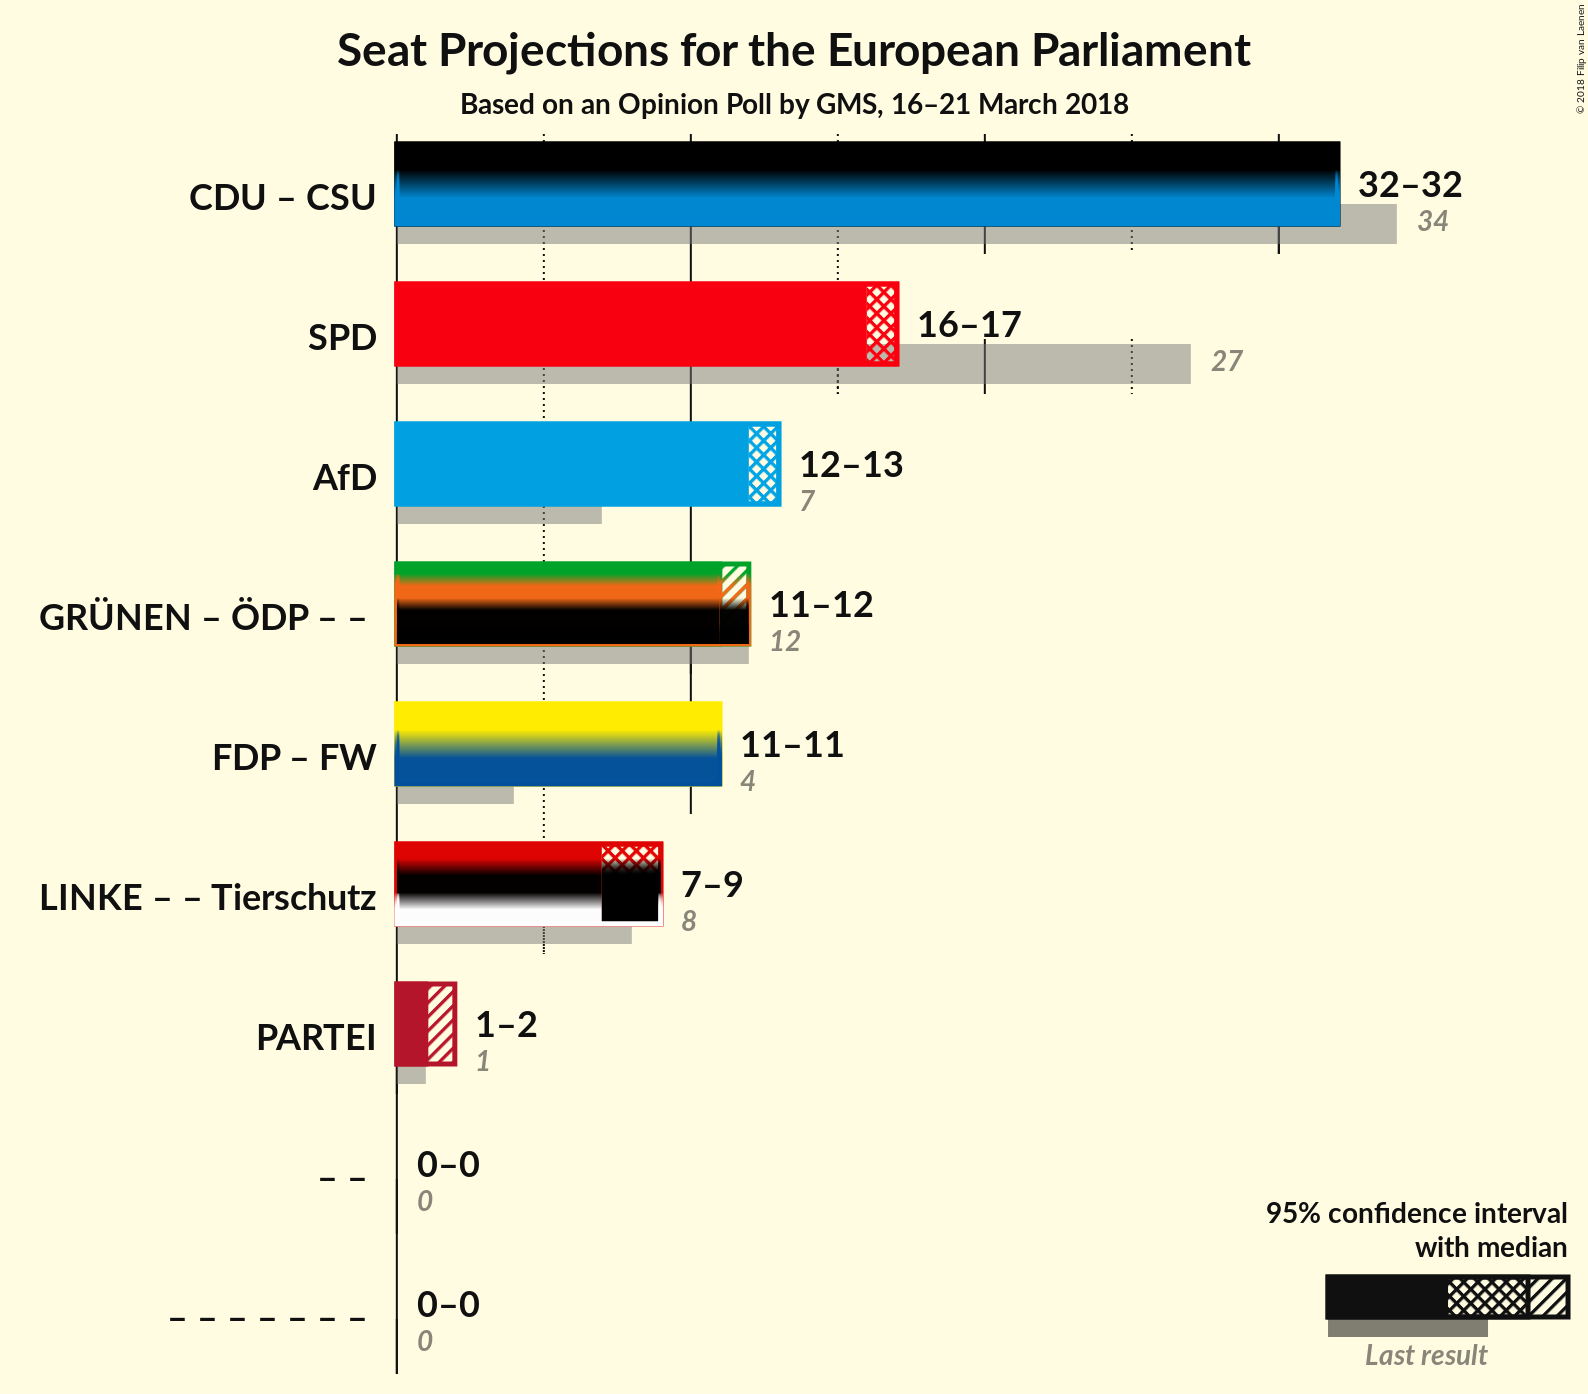 Seat Projections for the European Parliament
Based on an Opinion Poll by GMS, 16–21 March 2018
© 2018 Filip van Laenen
CDU – CSU
32–32
34
SPD
16–17
27
AfD
12–13
7
GRÜNEN – ÖDP – –
11–12
12
FDP – FW
11–11
4
LINKE – – Tierschutz
7–9
8
PARTEI
1–2
1
– –
0–0
0
– – – – – – –
0–0
0
95% confidence interval
with median
Last result